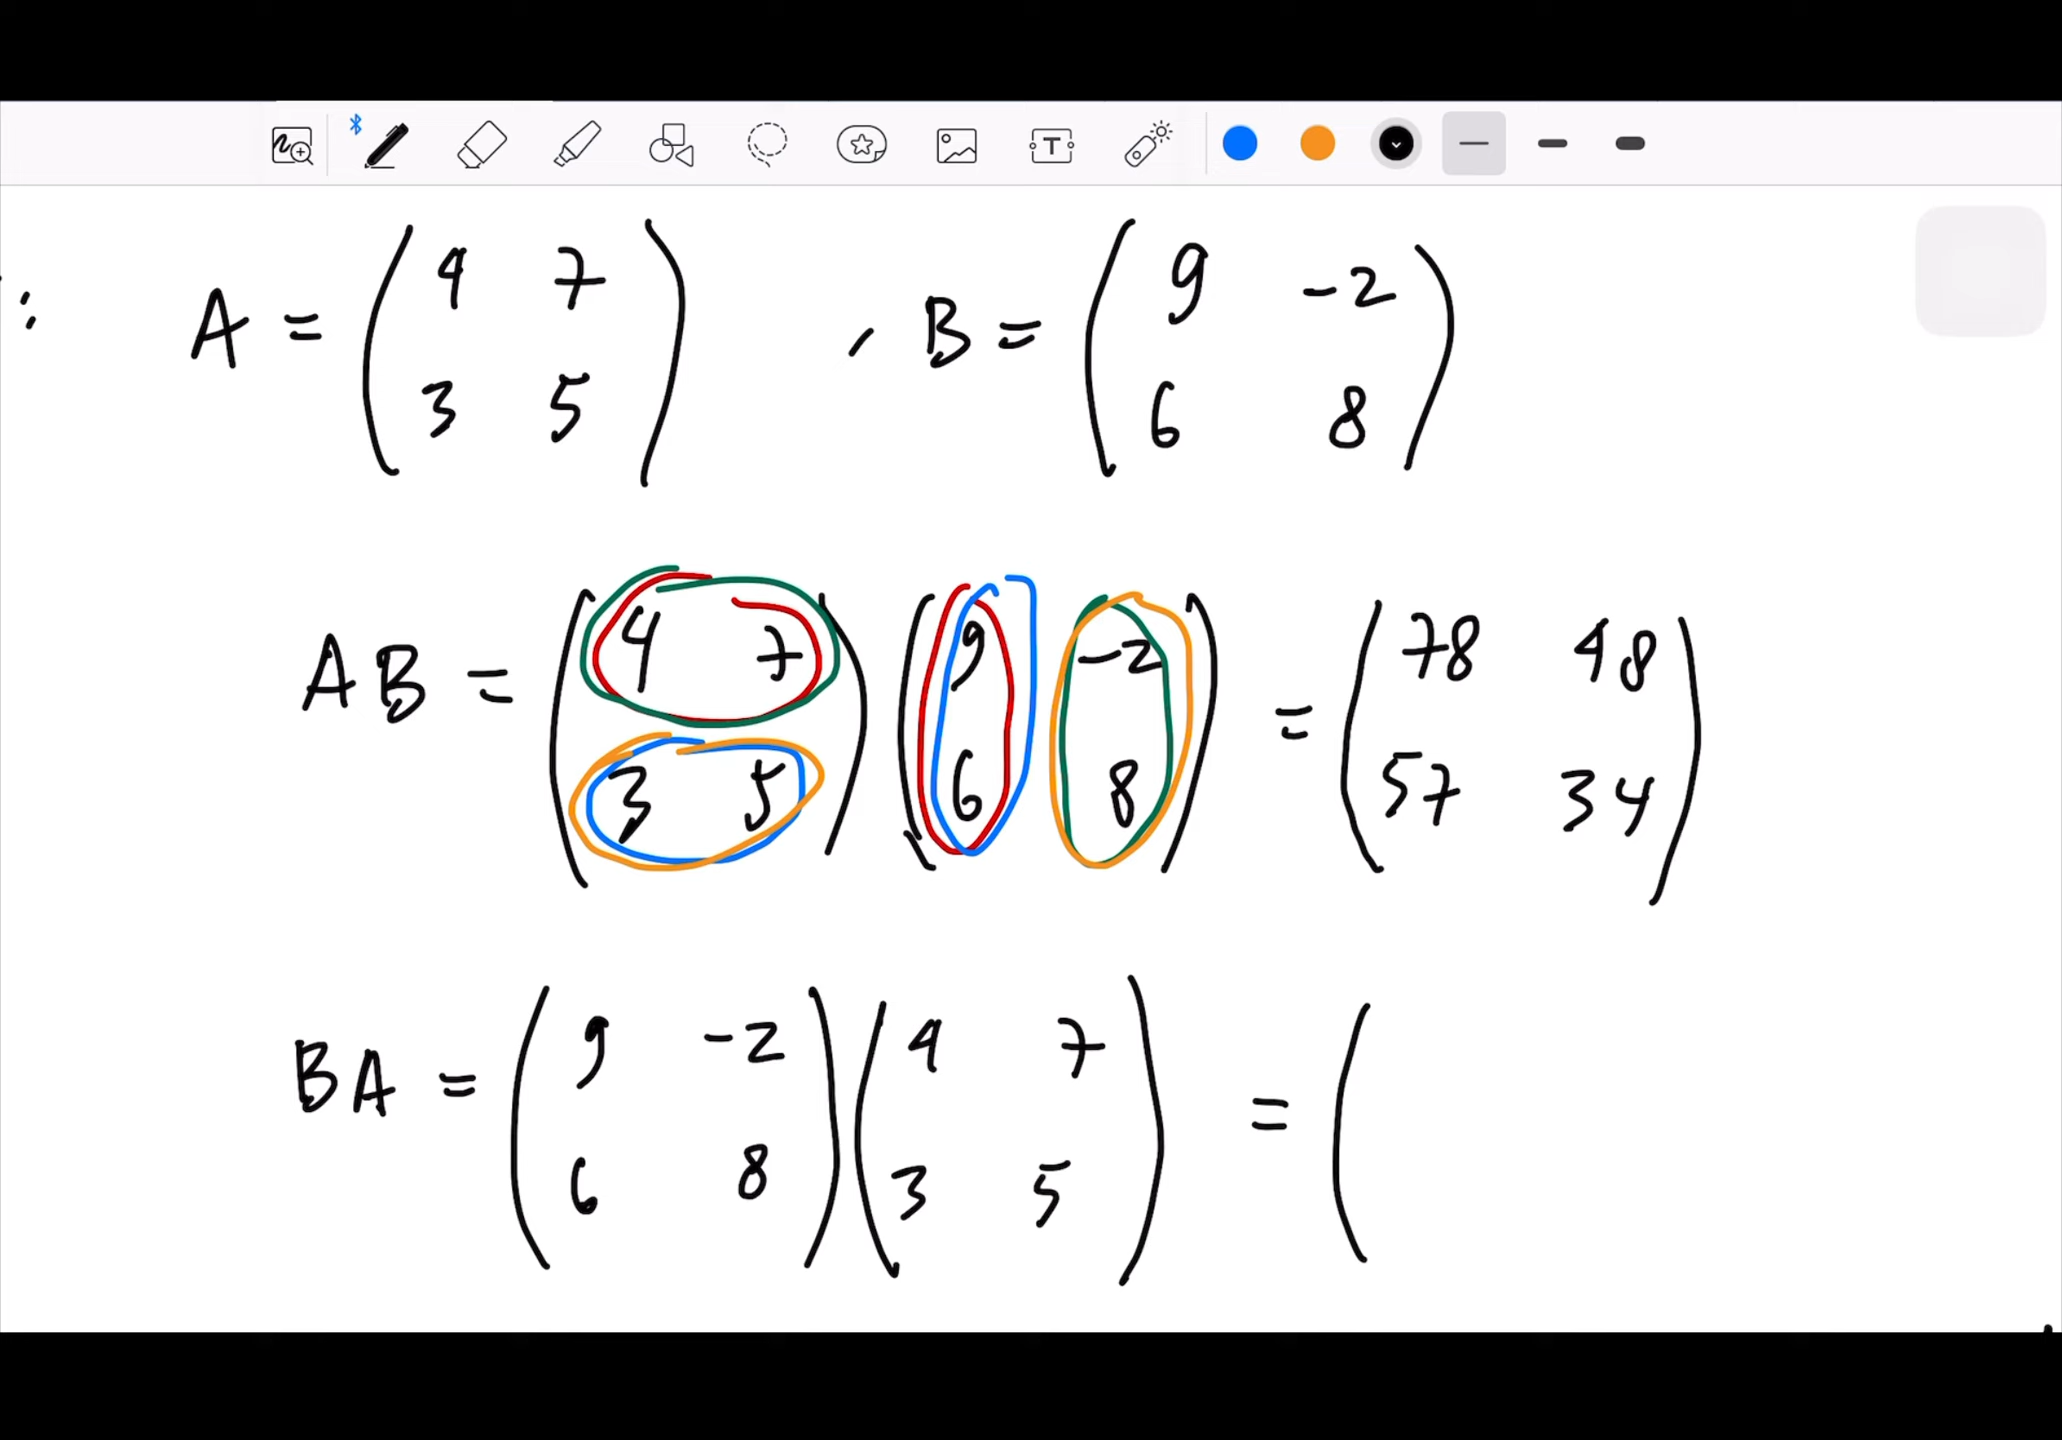 : A = ( 4 7 ) , B = ( 9 -2 )
( 3 5 ) ( 6 8 )
AB = ( 4 7 ) ( 9 -2 ) = ( 78 48 )
( 3 5 ) ( 6 8 ) ( 57 34 )
BA = ( 9 -2 ) ( 4 7 ) = (
( 6 8 ) ( 3 5 )